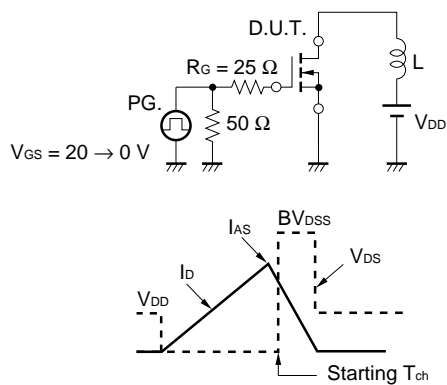 D.U.T.
RG = 25 Ω
L
PG.
50 Ω
VDD
VGS = 20 → 0 V
BVDSS
IAS
ID
VDS
VDD
Starting Tch